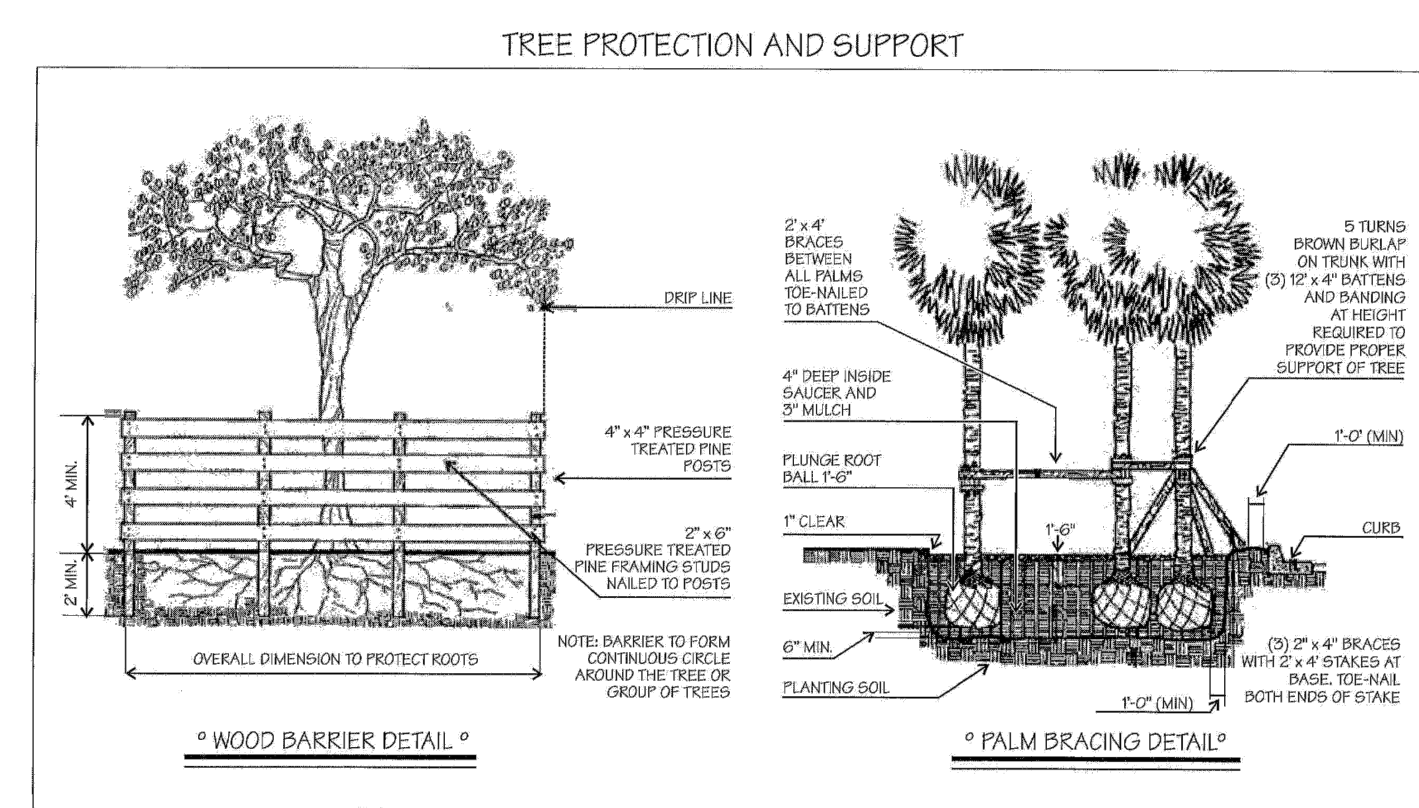 TREE PROTECTION AND SUPPORT
DRIP LINE
4" x 4" PRESSURE
TREATED PINE
POSTS
2" x 6"
PRESSURE TREATED
PINE FRAMING STUDS
NAILED TO POSTS
4' MIN.
2' MIN.
OVERALL DIMENSION TO PROTECT ROOTS
NOTE: BARRIER TO FORM
CONTINUOUS CIRCLE
AROUND THE TREE OR
GROUP OF TREES
° WOOD BARRIER DETAIL °
2' x 4'
BRACES
BETWEEN
ALL PALMS
TOE-NAILED
TO BATTENS
4" DEEP INSIDE
SAUCER AND
3" MULCH
PLUNGE ROOT
BALL 1'-6"
1" CLEAR
EXISTING SOIL
6" MIN.
PLANTING SOIL
1'-6"
5 TURNS
BROWN BURLAP
ON TRUNK WITH
(3) 12' x 4" BATTENS
AND BANDING
AT HEIGHT
REQUIRED TO
PROVIDE PROPER
SUPPORT OF TREE
1'-0' (MIN)
CURB
(3) 2" x 4" BRACES
WITH 2' x 4' STAKES AT
BASE. TOE-NAIL
BOTH ENDS OF STAKE
1'-0" (MIN)
° PALM BRACING DETAIL°